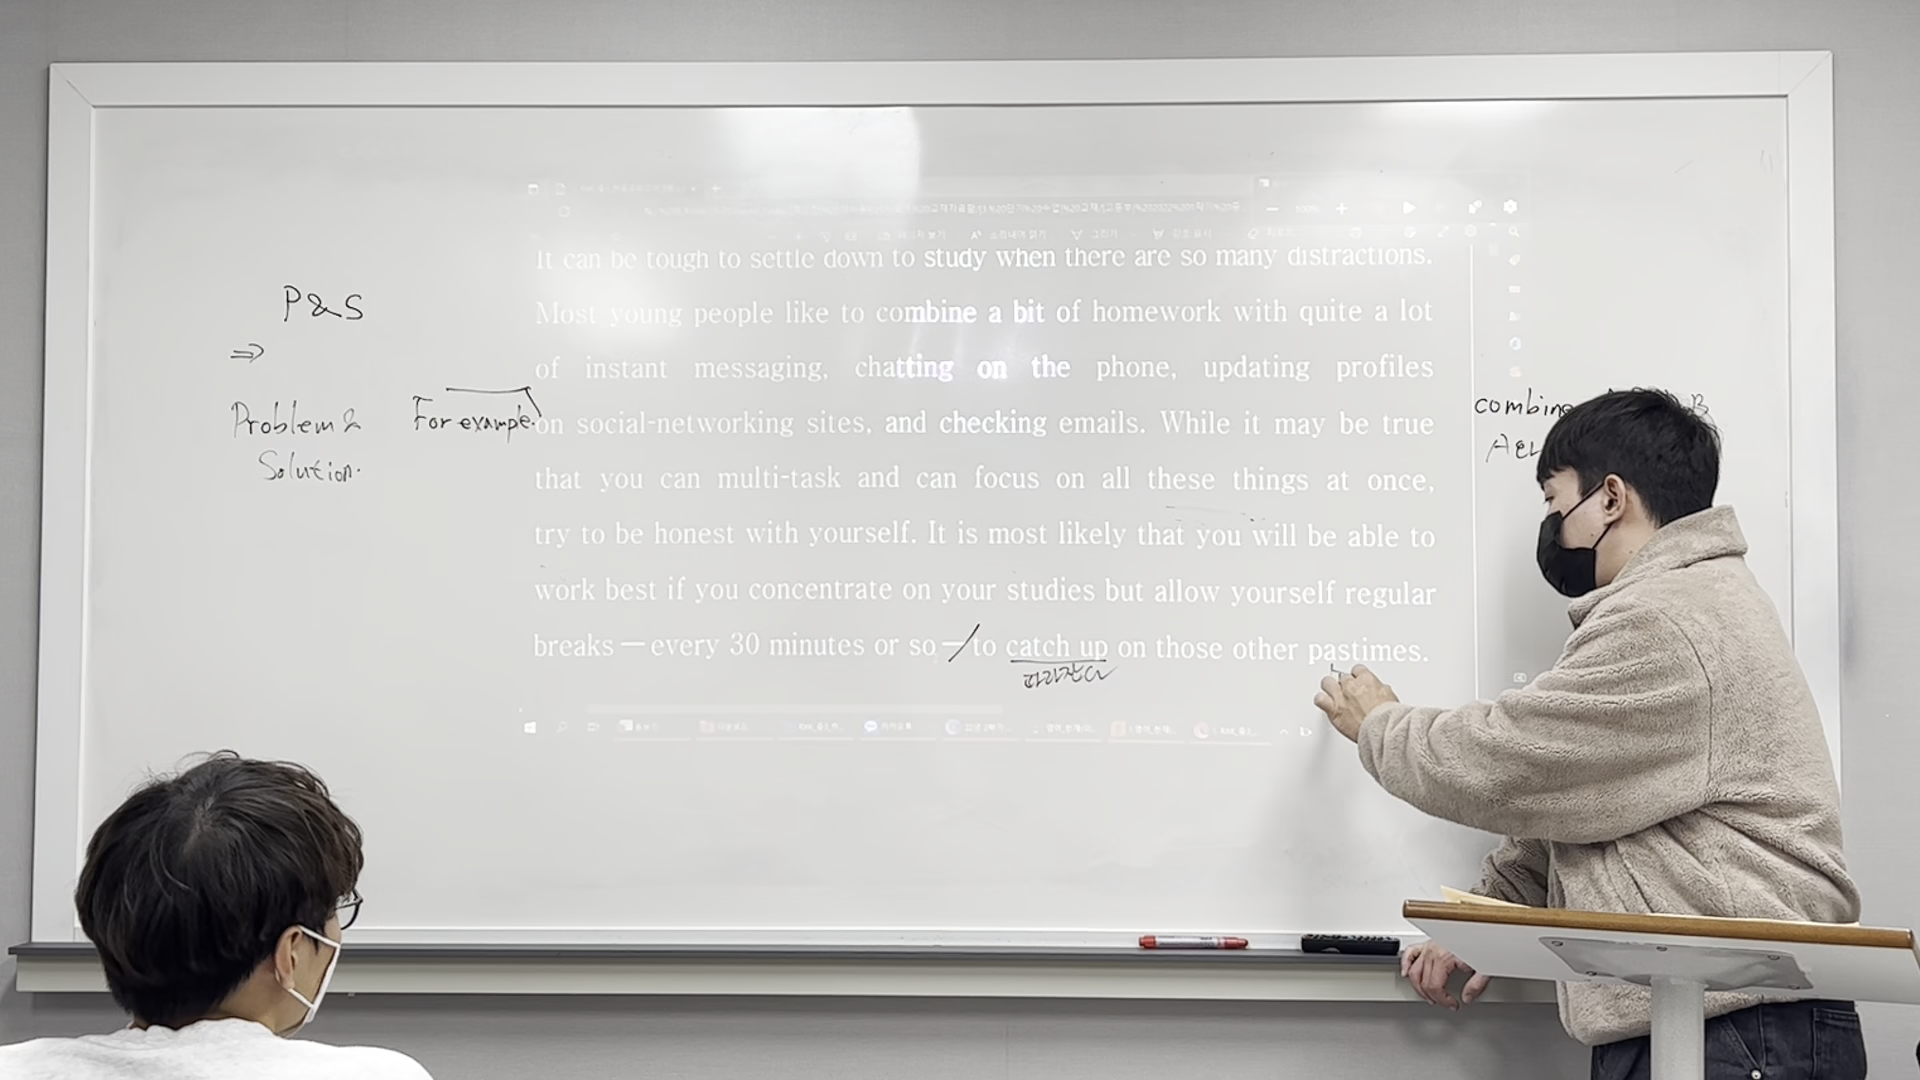 It can be tough to settle down to study when there are so many distractions.
Most young people like to combine a bit of homework with quite a lot
of instant messaging, chatting on the phone, updating profiles
on social-networking sites, and checking emails. While it may be true
that you can multi-task and can focus on all these things at once,
try to be honest with yourself. It is most likely that you will be able to
work best if you concentrate on your studies but allow yourself regular
breaks — every 30 minutes or so — to catch up on those other pastimes.
따라잡다
P&S
⇒
Problem &
Solution.
For example.
combine
B